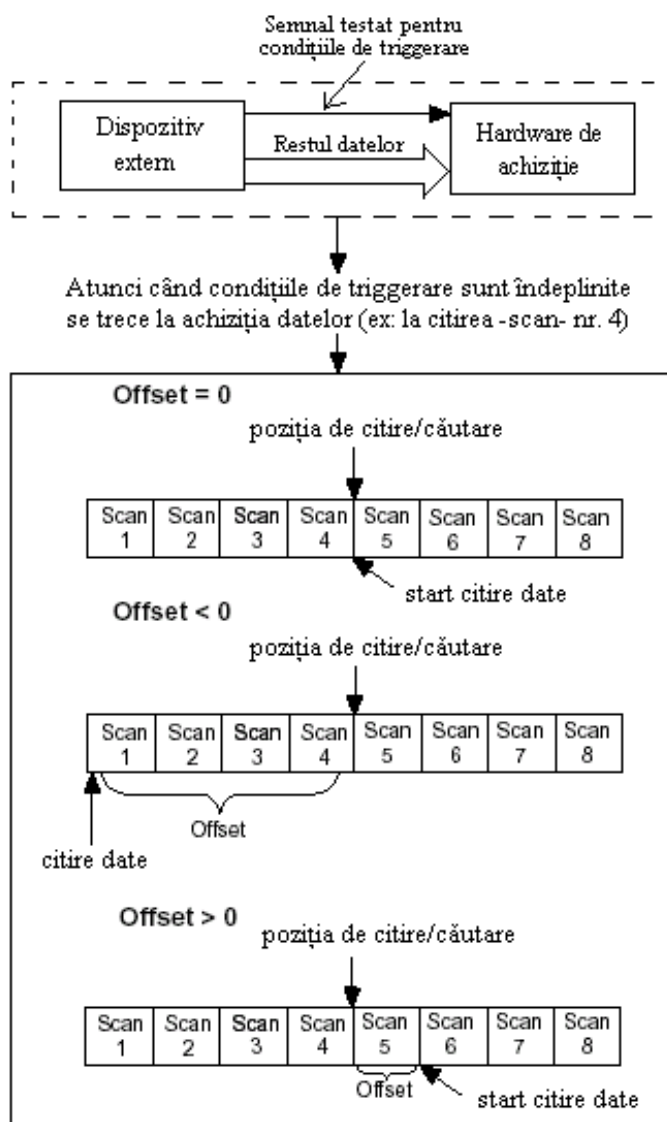 Semnal testat pentru
condițiile de triggerare
Dispozitiv
extern
Restul datelor
Hardware de
achiziție
Atunci când condițiile de triggerare sunt îndeplinite
se trece la achiziția datelor (ex: la citirea -scan- nr. 4)
Offset = 0
poziția de citire/căutare
Scan 1 Scan 2 Scan 3 Scan 4 Scan 5 Scan 6 Scan 7 Scan 8
start citire date
Offset < 0
poziția de citire/căutare
Scan 1 Scan 2 Scan 3 Scan 4 Scan 5 Scan 6 Scan 7 Scan 8
Offset
citire date
Offset > 0
poziția de citire/căutare
Scan 1 Scan 2 Scan 3 Scan 4 Scan 5 Scan 6 Scan 7 Scan 8
Offset
start citire date